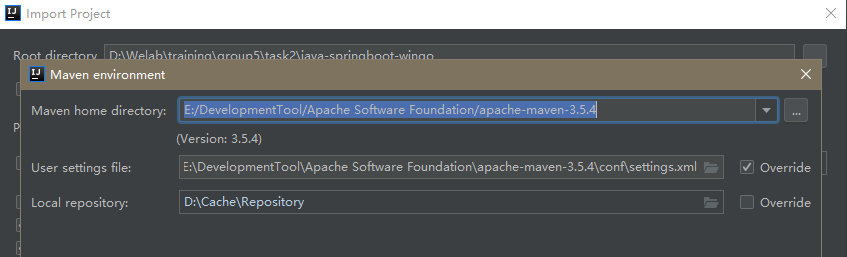 IJ Import Project
Root directory D:\Welab\training\group5\task2\java-springboot-wingo
IJ Maven environment
Maven home directory: E:/DevelopmentTool/Apache Software Foundation/apache-maven-3.5.4 ...
(Version: 3.5.4)
User settings file: E:\DevelopmentTool\Apache Software Foundation\apache-maven-3.5.4\conf\settings.xml Override
Local repository: D:\Cache\Repository Override